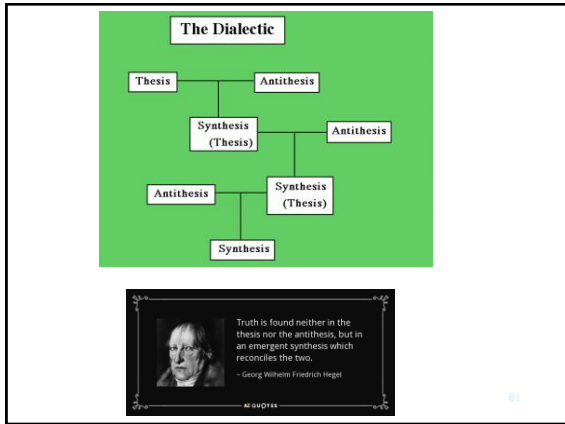 The Dialectic
Thesis
Antithesis
Synthesis
(Thesis)
Antithesis
Antithesis
Synthesis
(Thesis)
Synthesis
Truth is found neither in the
thesis nor the antithesis, but in
an emergent synthesis which
reconciles the two.
– Georg Wilhelm Friedrich Hegel
AZ QUOTES
81